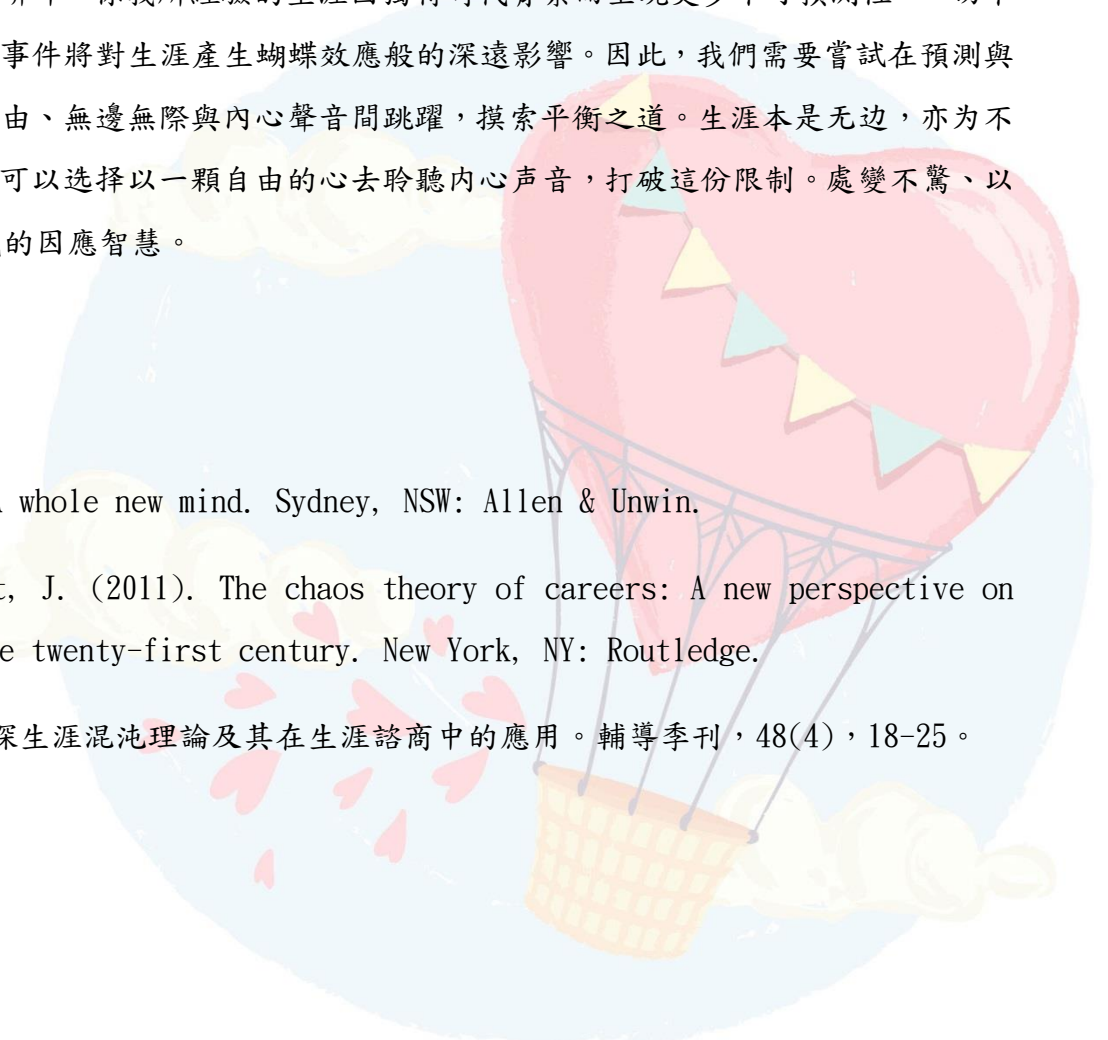 事件將對生涯產生蝴蝶效應般的深遠影響。因此,我們需要嘗試在預測與
由、無邊無際與內心聲音間跳躍,摸索平衡之道。生涯本是无边,亦为不
可以选择以一顆自由的心去聆聽内心声音,打破這份限制。處變不驚、以
的因應智慧。
whole new mind. Sydney, NSW: Allen & Unwin.
t, J. (2011). The chaos theory of careers: A new perspective on
e twenty-first century. New York, NY: Routledge.
深生涯混沌理論及其在生涯諮商中的應用。輔導季刊,48(4),18-25。